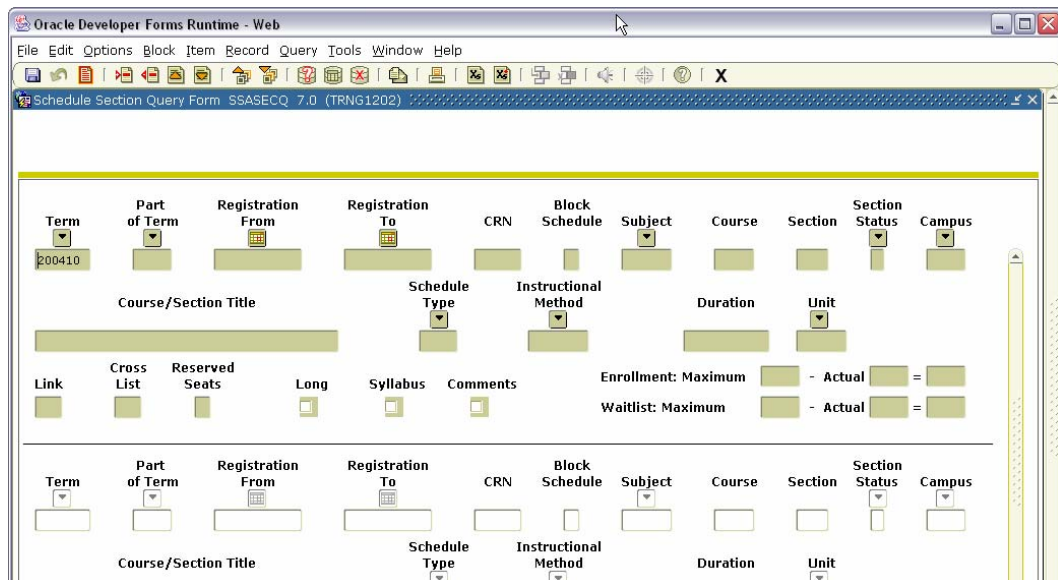 Oracle Developer Forms Runtime - Web
File Edit Options Block Item Record Query Tools Window Help
X
Schedule Section Query Form SSASECQ 7.0 (TRNG1202)
Term Part of Term Registration From Registration To CRN Block Schedule Subject Course Section Section Status Campus
200410
Course/Section Title Schedule Type Instructional Method Duration Unit
Link Cross List Reserved Seats Long Syllabus Comments Enrollment: Maximum - Actual =
Waitlist: Maximum - Actual =
Term Part of Term Registration From Registration To CRN Block Schedule Subject Course Section Section Status Campus
Course/Section Title Schedule Type Instructional Method Duration Unit